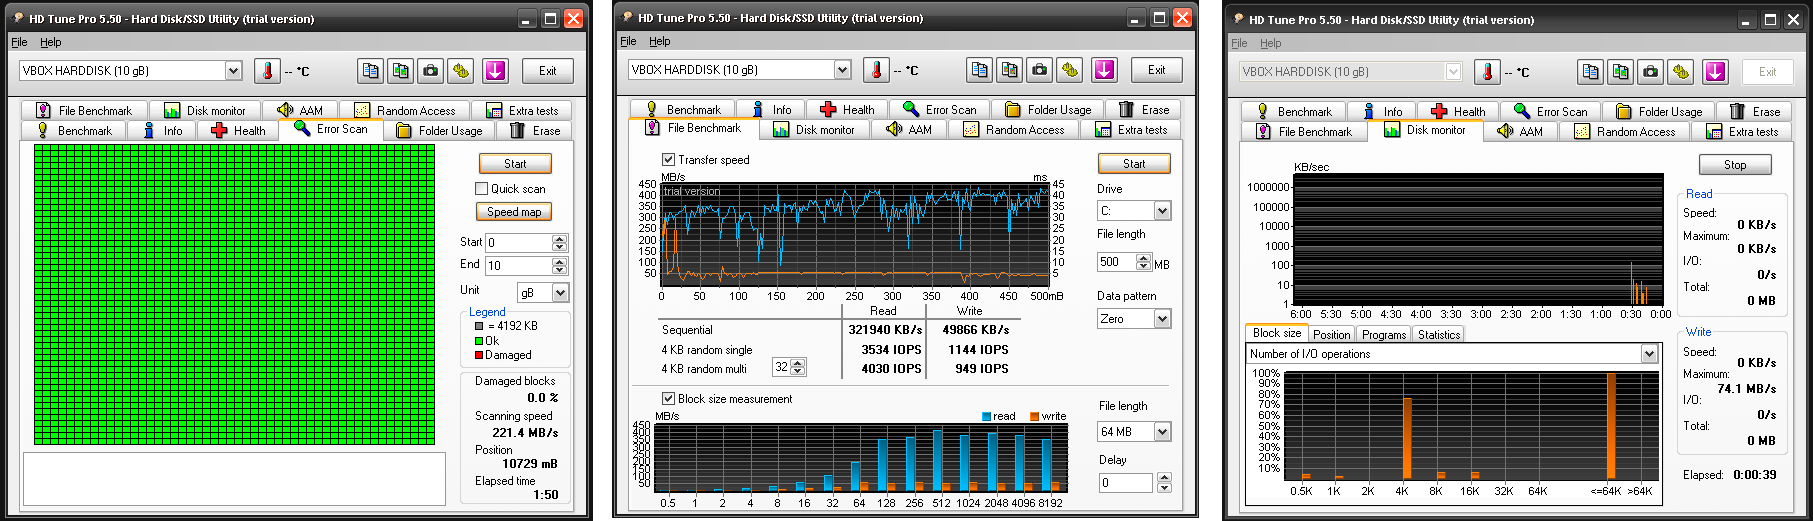 HD Tune Pro 5.50 - Hard Disk/SSD Utility (trial version)
File Help
VBOX HARDDISK (10 gB)
-- °C
Exit
File Benchmark Disk monitor AAM Random Access Extra tests
Benchmark Info Health Error Scan Folder Usage Erase
Start
Quick scan
Speed map
Start 0
End 10
Unit gB
Legend
= 4192 KB
Ok
Damaged
Damaged blocks
0.0 %
Scanning speed
221.4 MB/s
Position
10729 mB
Elapsed time
1:50
HD Tune Pro 5.50 - Hard Disk/SSD Utility (trial version)
File Help
VBOX HARDDISK (10 gB)
-- °C
Exit
Benchmark Info Health Error Scan Folder Usage Erase
File Benchmark Disk monitor AAM Random Access Extra tests
Transfer speed
Start
MB/s ms
trial version
450 45
400 40
350 35
300 30
250 25
200 20
150 15
100 10
50 5
0 50 100 150 200 250 300 350 400 450 500mB
Drive
C:
File length
500 MB
Data pattern
Zero
Read Write
Sequential 321940 KB/s 49866 KB/s
4 KB random single 3534 IOPS 1144 IOPS
4 KB random multi 32 4030 IOPS 949 IOPS
Block size measurement
MB/s read write
450
400
350
300
250
200
150
100
50
0.5 1 2 4 8 16 32 64 128 256 512 1024 2048 4096 8192
File length
64 MB
Delay
0
HD Tune Pro 5.50 - Hard Disk/SSD Utility (trial version)
File Help
VBOX HARDDISK (10 gB)
-- °C
Exit
Benchmark Info Health Error Scan Folder Usage Erase
File Benchmark Disk monitor AAM Random Access Extra tests
KB/sec
Stop
1000000
100000
10000
1000
100
10
1
6:00 5:30 5:00 4:30 4:00 3:30 3:00 2:30 2:00 1:30 1:00 0:30 0:00
Read
Speed:
0 KB/s
Maximum:
0 KB/s
I/O:
0/s
Total:
0 MB
Block size Position Programs Statistics
Number of I/O operations
100%
90%
80%
70%
60%
50%
40%
30%
20%
10%
0.5K 1K 2K 4K 8K 16K 32K 64K <=64K >64K
Write
Speed:
0 KB/s
Maximum:
74.1 MB/s
I/O:
0/s
Total:
0 MB
Elapsed: 0:00:39